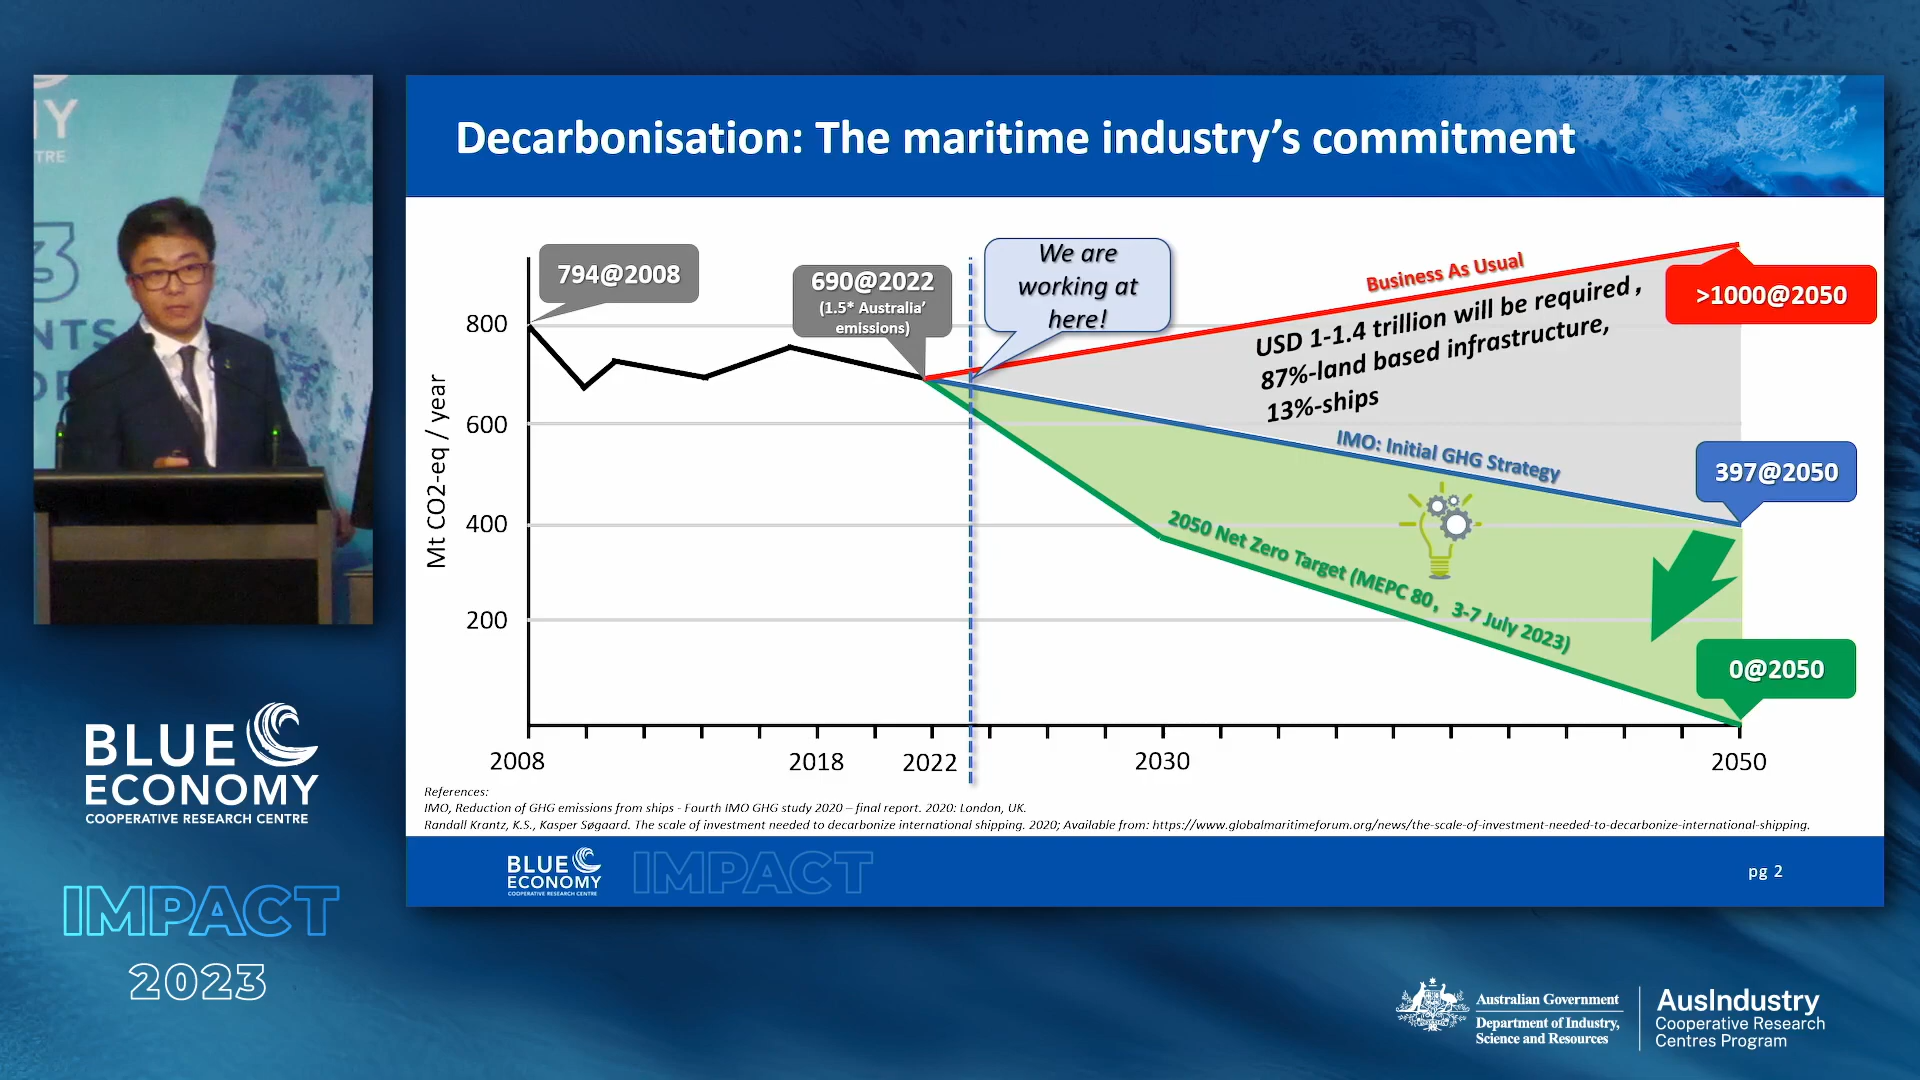 Decarbonisation: The maritime industry's commitment
794@2008
690@2022
(1.5* Australia'
emissions)
We are
working at
here!
Business As Usual
>1000@2050
USD 1-1.4 trillion will be required ,
87%-land based infrastructure,
13%-ships
IMO: Initial GHG Strategy
397@2050
2050 Net Zero Target (MEPC 80, 3-7 July 2023)
0@2050
Mt CO2-eq / year
800
600
400
200
2008
2018
2022
2030
2050
References:
IMO, Reduction of GHG emissions from ships - Fourth IMO GHG study 2020 – final report. 2020: London, UK.
Randall Krantz, K.S., Kasper Søgaard. The scale of investment needed to decarbonize international shipping. 2020; Available from: https://www.globalmaritimeforum.org/news/the-scale-of-investment-needed-to-decarbonize-international-shipping.
BLUE
ECONOMY
COOPERATIVE RESEARCH CENTRE
IMPACT
pg 2
BLUE
ECONOMY
COOPERATIVE RESEARCH CENTRE
IMPACT
2023
Australian Government
Department of Industry,
Science and Resources
AusIndustry
Cooperative Research
Centres Program